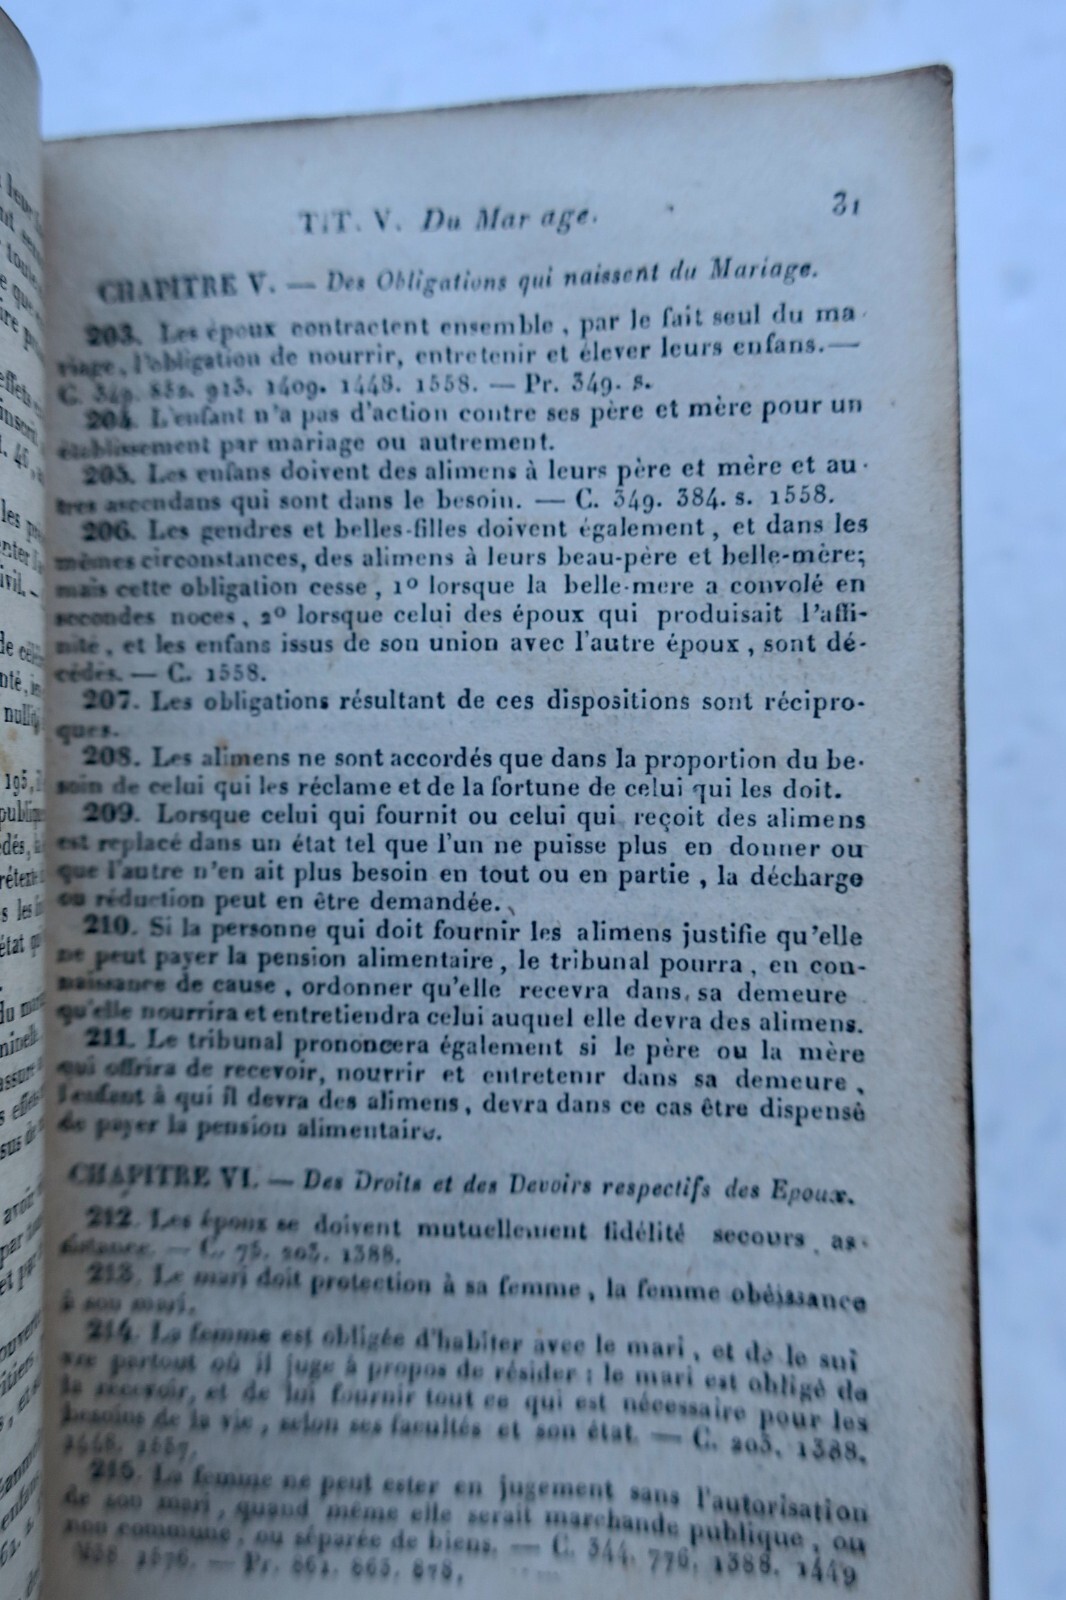 TIT. V. Du Mariage. 31
CHAPITRE V. — Des Obligations qui naissent du Mariage.
203. Les époux contractent ensemble, par le fait seul du ma-
riage, l'obligation de nourrir, entretenir et élever leurs enfans.—
C. 349. 852. 913. 1409. 1448. 1558. — Pr. 349. s.
204. L'enfant n'a pas d'action contre ses père et mère pour un
établissement par mariage ou autrement.
205. Les enfans doivent des alimens à leurs père et mère et au-
tres ascendans qui sont dans le besoin. — C. 349. 384. s. 1558.
206. Les gendres et belles-filles doivent également, et dans les
mêmes circonstances, des alimens à leurs beau-père et belle-mère;
mais cette obligation cesse, 1º lorsque la belle-mere a convolé en
secondes noces, 2º lorsque celui des époux qui produisait l'affi-
nité, et les enfans issus de son union avec l'autre époux, sont dé-
cédés. — C. 1558.
207. Les obligations résultant de ces dispositions sont récipro-
ques.
208. Les alimens ne sont accordés que dans la proportion du be-
soin de celui qui les réclame et de la fortune de celui qui les doit.
209. Lorsque celui qui fournit ou celui qui reçoit des alimens
est replacé dans un état tel que l'un ne puisse plus en donner ou
que l'autre n'en ait plus besoin en tout ou en partie, la décharge
ou réduction peut en être demandée.
210. Si la personne qui doit fournir les alimens justifie qu'elle
ne peut payer la pension alimentaire, le tribunal pourra, en con-
naissance de cause, ordonner qu'elle recevra dans sa demeure
qu'elle nourrira et entretiendra celui auquel elle devra des alimens.
211. Le tribunal prononcera également si le père ou la mère
qui offrira de recevoir, nourrir et entretenir dans sa demeure,
l'enfant à qui il devra des alimens, devra dans ce cas être dispensé
de payer la pension alimentaire.
CHAPITRE VI. — Des Droits et des Devoirs respectifs des Epoux.
212. Les époux se doivent mutuellement fidélité secours, as-
sistance. — C. 75. 203. 1388.
213. Le mari doit protection à sa femme, la femme obéissance
à son mari.
214. La femme est obligée d'habiter avec le mari, et de le sui
vre partout où il juge à propos de résider: le mari est obligé de
la recevoir, et de lui fournir tout ce qui est nécessaire pour les
besoins de la vie, selon ses facultés et son état. — C. 203. 1388.
1448. 1537.
215. La femme ne peut ester en jugement sans l'autorisation
de son mari, quand même elle serait marchande publique, ou
non commune, ou séparée de biens. — C. 344. 776. 1388. 1449
1576. — Pr. 861. 863. 878.